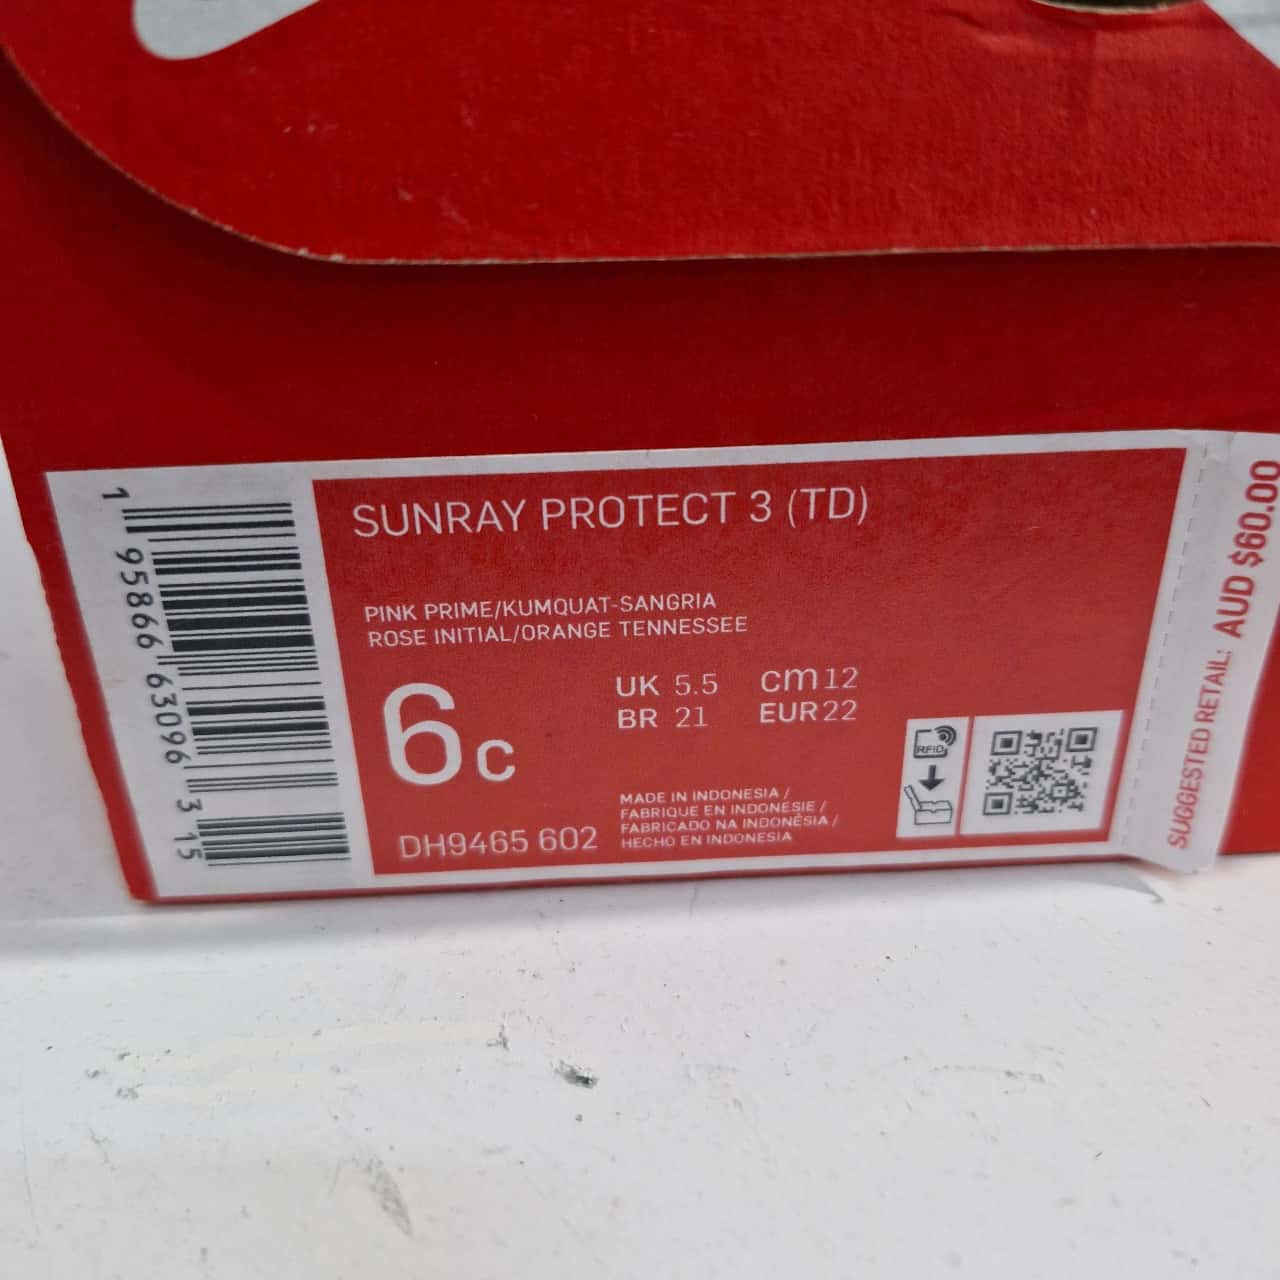 SUNRAY PROTECT 3 (TD)
PINK PRIME/KUMQUAT-SANGRIA
ROSE INITIAL/ORANGE TENNESSEE
6C
UK 5.5 cm 12
BR 21 EUR 22
MADE IN INDONESIA /
FABRIQUE EN INDONESIE /
FABRICADO NA INDONÉSIA /
HECHO EN INDONESIA
DH9465 602
RFID
1 95866 63096 3 15
SUGGESTED RETAIL: AUD $60.00